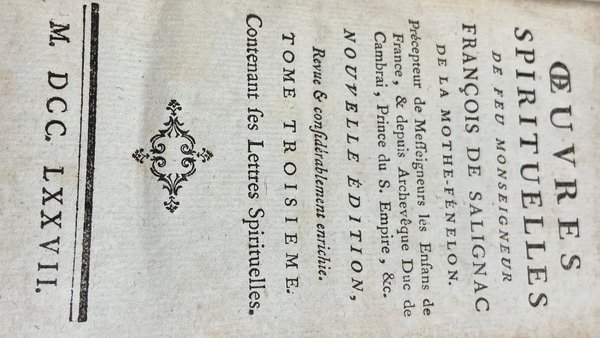 ŒUVRES
SPIRITUELLES
DE FEU MONSEIGNEUR
FRANÇOIS DE SALIGNAC
DE LA MOTHE-FÉNELON.
Précepteur de Messeigneurs les Enfans de
France, & depuis Archevêque Duc de
Cambrai, Prince du S. Empire, &c.
NOUVELLE ÉDITION,
Revue & considérablement enrichie.
TOME TROISIEME.
Contenant ses Lettres Spirituelles.
M. DCC. LXXVII.